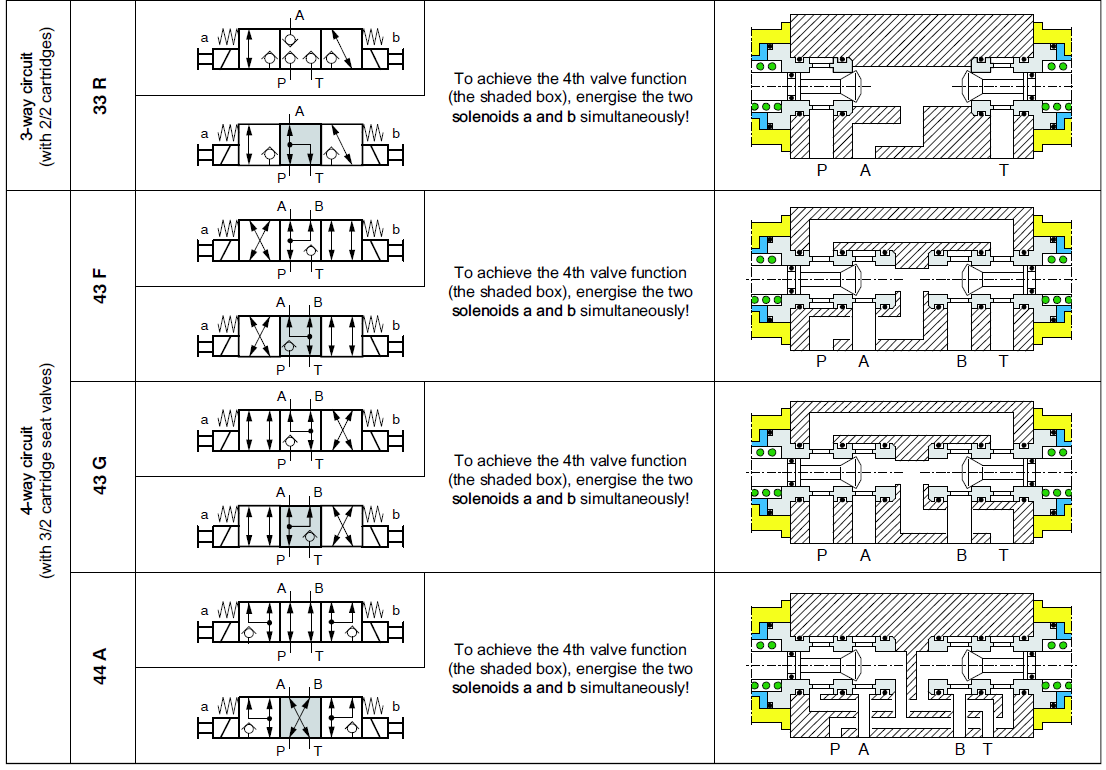 3-way circuit
(with 2/2 cartridges)
33 R
A
a
b
P T
A
a
b
P T
To achieve the 4th valve function
(the shaded box), energise the two
solenoids a and b simultaneously!
P A T
4-way circuit
(with 3/2 cartridge seat valves)
43 F
A B
a
b
P T
A B
a
b
P T
To achieve the 4th valve function
(the shaded box), energise the two
solenoids a and b simultaneously!
P A B T
43 G
A B
a
b
P T
A B
a
b
P T
To achieve the 4th valve function
(the shaded box), energise the two
solenoids a and b simultaneously!
P A B T
44 A
A B
a
b
P T
A B
a
b
P T
To achieve the 4th valve function
(the shaded box), energise the two
solenoids a and b simultaneously!
P A B T